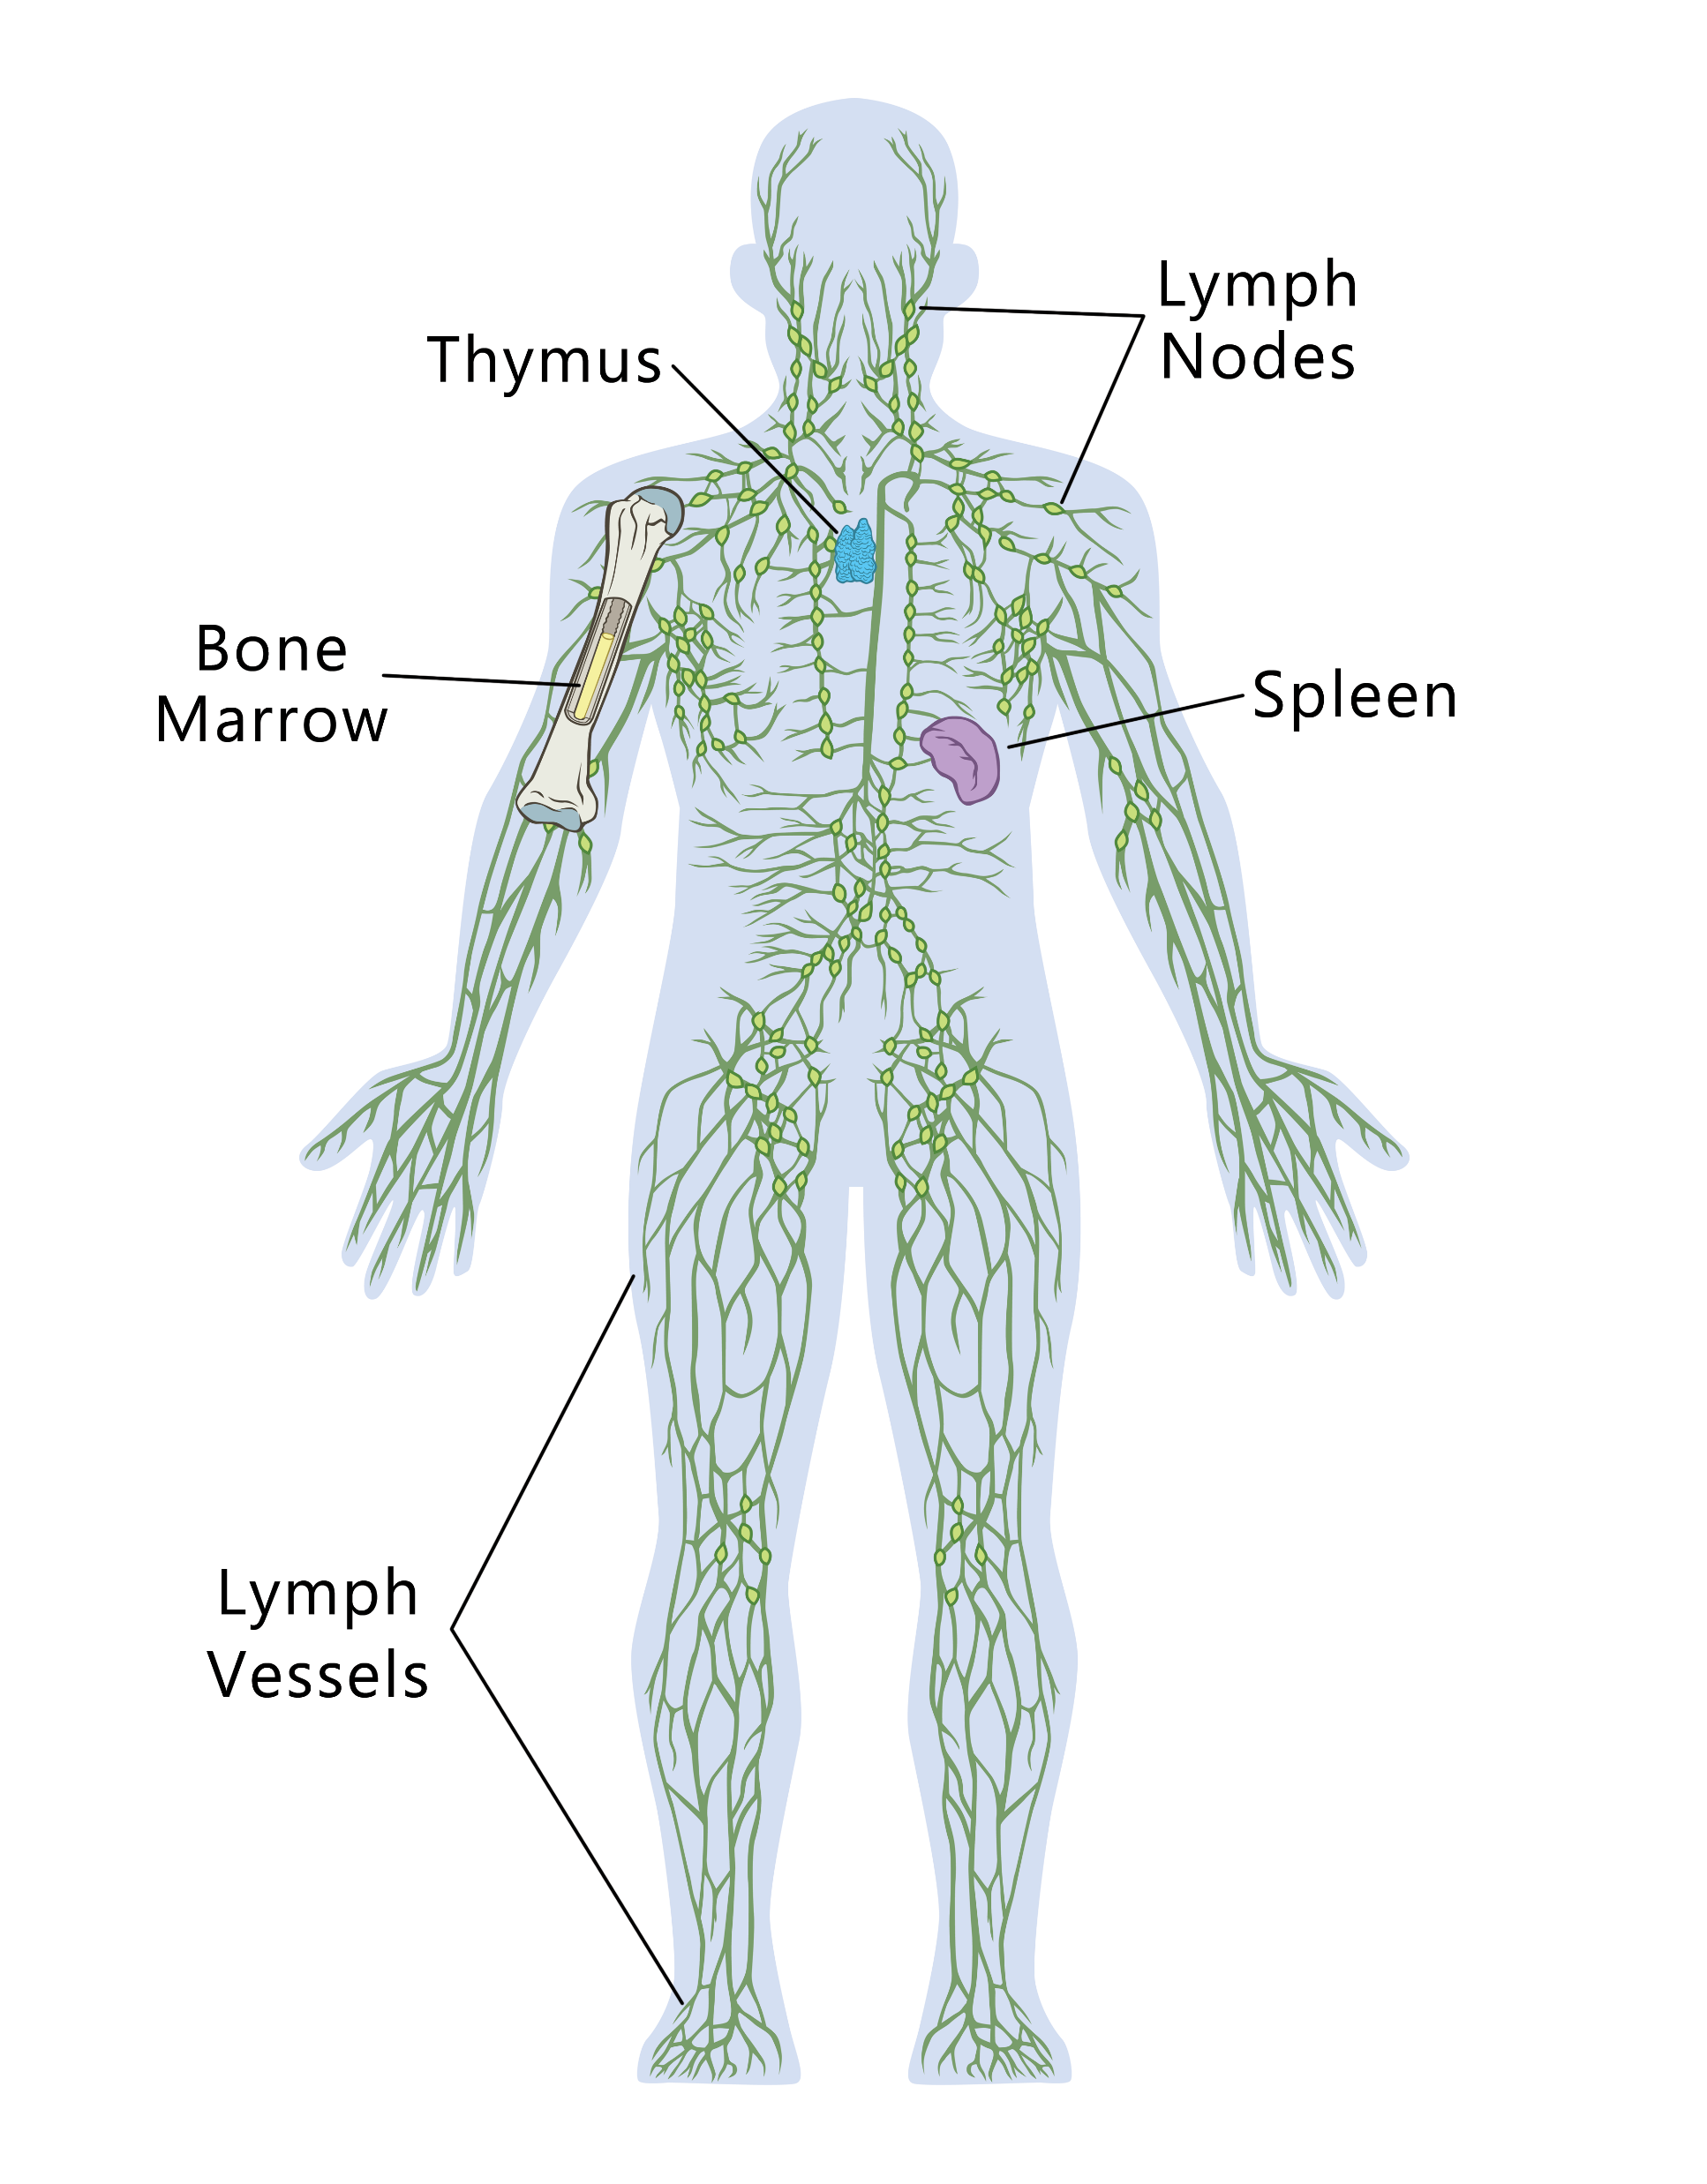 Lymph
Nodes
Thymus
Bone
Marrow
Spleen
Lymph
Vessels